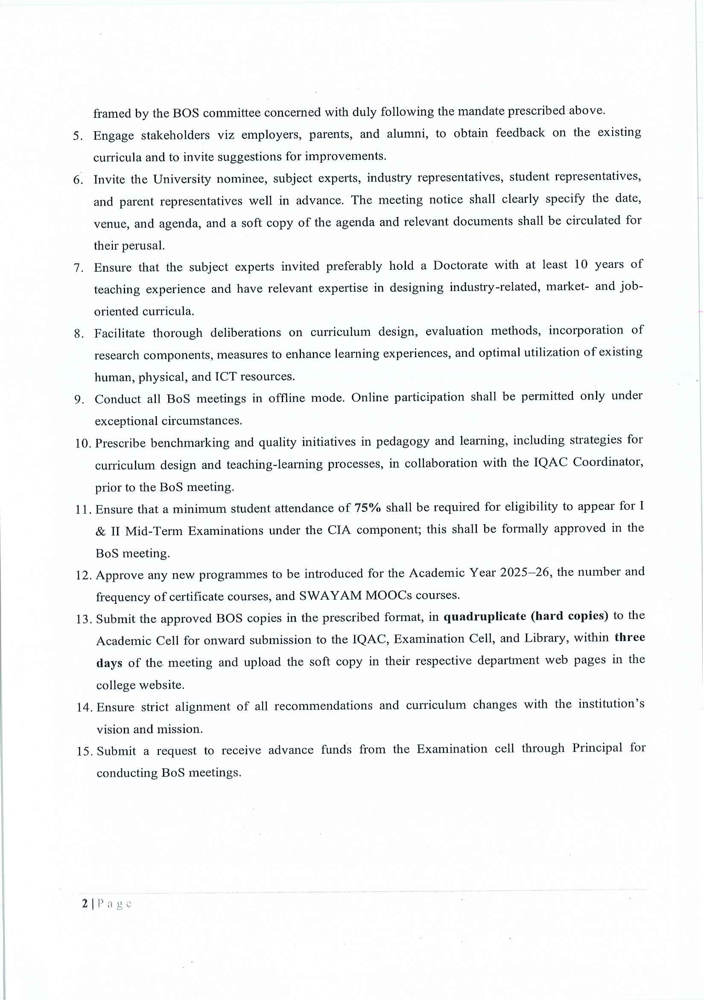 framed by the BOS committee concerned with duly following the mandate prescribed above.
5. Engage stakeholders viz employers, parents, and alumni, to obtain feedback on the existing
curricula and to invite suggestions for improvements.
6. Invite the University nominee, subject experts, industry representatives, student representatives,
and parent representatives well in advance. The meeting notice shall clearly specify the date,
venue, and agenda, and a soft copy of the agenda and relevant documents shall be circulated for
their perusal.
7. Ensure that the subject experts invited preferably hold a Doctorate with at least 10 years of
teaching experience and have relevant expertise in designing industry-related, market- and job-
oriented curricula.
8. Facilitate thorough deliberations on curriculum design, evaluation methods, incorporation of
research components, measures to enhance learning experiences, and optimal utilization of existing
human, physical, and ICT resources.
9. Conduct all BoS meetings in offline mode. Online participation shall be permitted only under
exceptional circumstances.
10. Prescribe benchmarking and quality initiatives in pedagogy and learning, including strategies for
curriculum design and teaching-learning processes, in collaboration with the IQAC Coordinator,
prior to the BoS meeting.
11. Ensure that a minimum student attendance of 75% shall be required for eligibility to appear for I
& II Mid-Term Examinations under the CIA component; this shall be formally approved in the
BoS meeting.
12. Approve any new programmes to be introduced for the Academic Year 2025–26, the number and
frequency of certificate courses, and SWAYAM MOOCs courses.
13. Submit the approved BOS copies in the prescribed format, in quadruplicate (hard copies) to the
Academic Cell for onward submission to the IQAC, Examination Cell, and Library, within three
days of the meeting and upload the soft copy in their respective department web pages in the
college website.
14. Ensure strict alignment of all recommendations and curriculum changes with the institution's
vision and mission.
15. Submit a request to receive advance funds from the Examination cell through Principal for
conducting BoS meetings.
2 | Page